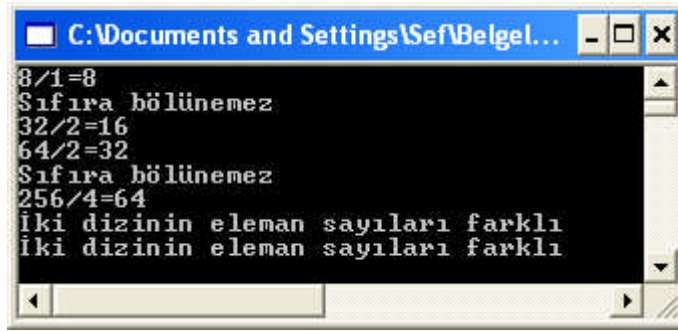 C:\Documents and Settings\Sef\Belgel...
8/1=8
Sıfıra bölünemez
32/2=16
64/2=32
Sıfıra bölünemez
256/4=64
İki dizinin eleman sayıları farklı
İki dizinin eleman sayıları farklı